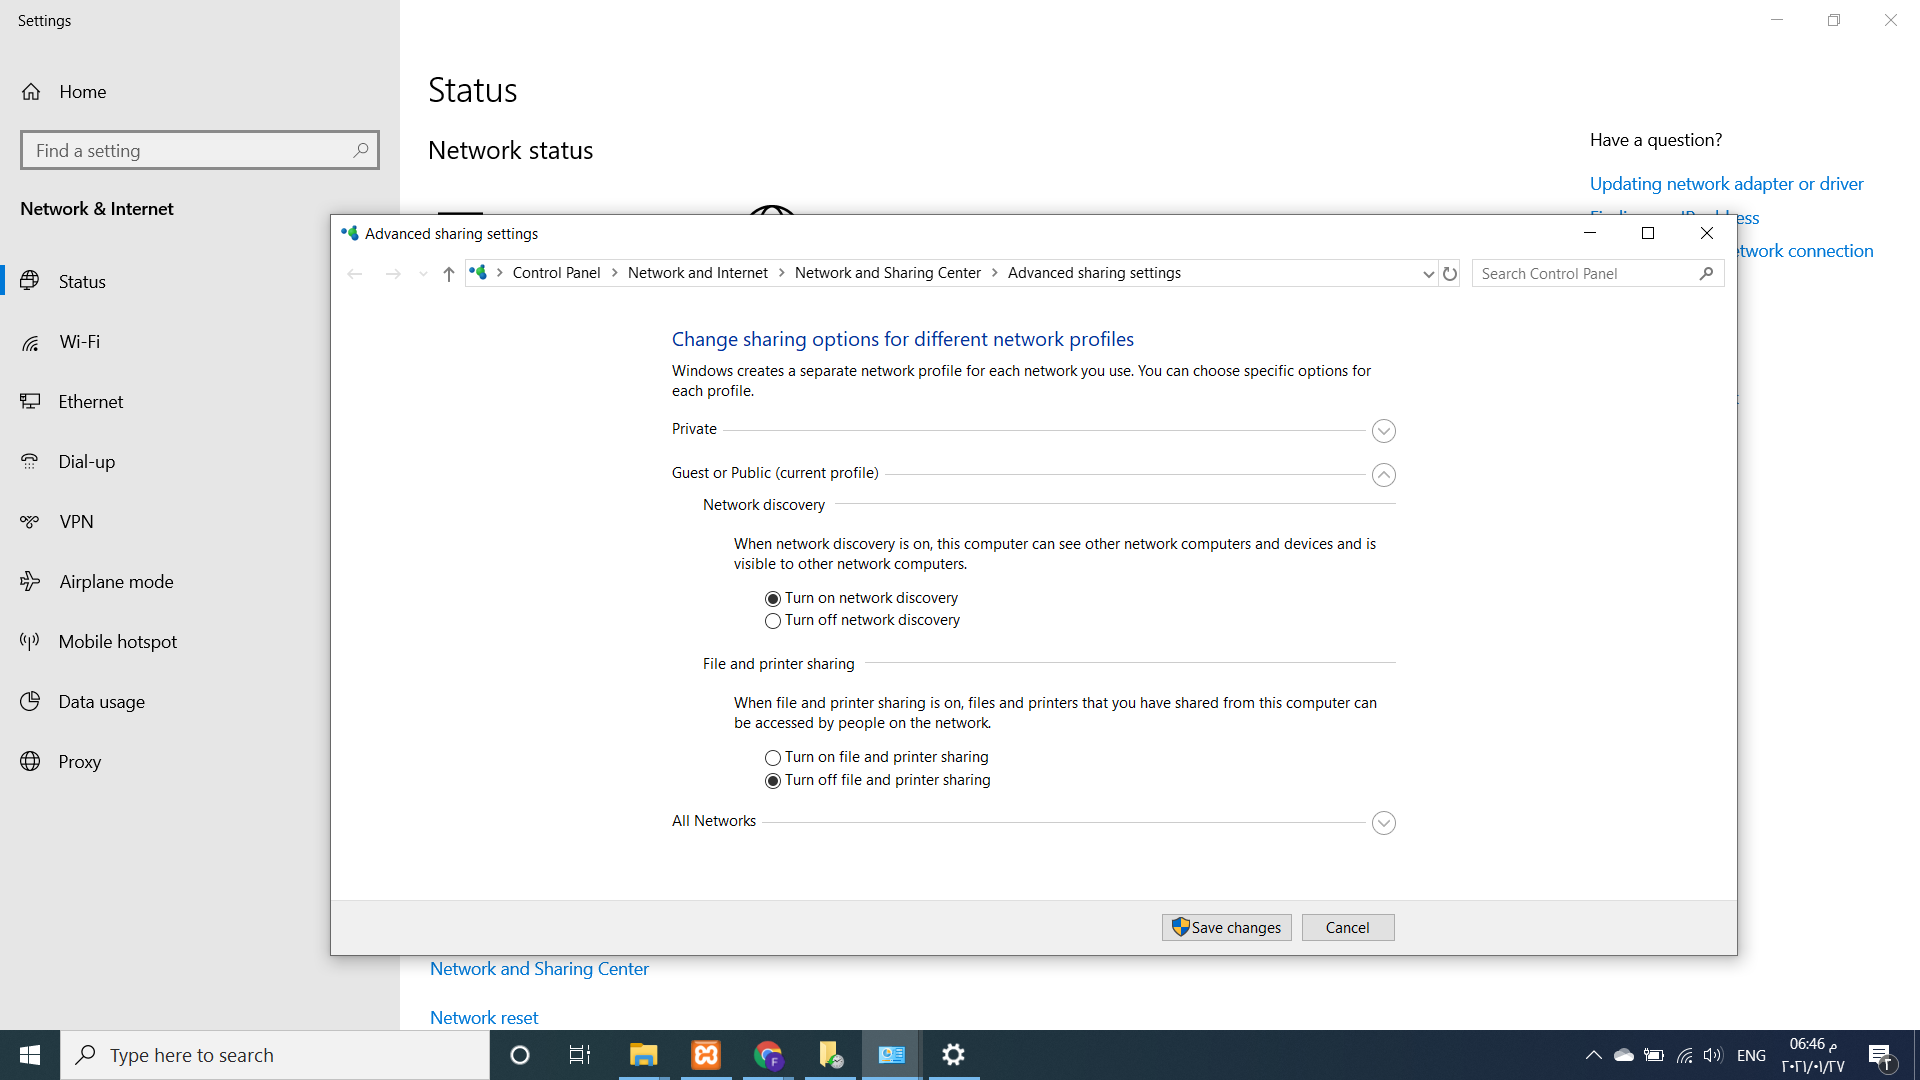 Settings
Home
Find a setting
Network & Internet
Status
Wi-Fi
Ethernet
Dial-up
VPN
Airplane mode
Mobile hotspot
Data usage
Proxy
Status
Network status
Have a question?
Updating network adapter or driver
Advanced sharing settings
Control Panel
Network and Internet
Network and Sharing Center
Advanced sharing settings
Search Control Panel
Change sharing options for different network profiles
Windows creates a separate network profile for each network you use. You can choose specific options for
each profile.
Private
Guest or Public (current profile)
Network discovery
When network discovery is on, this computer can see other network computers and devices and is
visible to other network computers.
Turn on network discovery
Turn off network discovery
File and printer sharing
When file and printer sharing is on, files and printers that you have shared from this computer can
be accessed by people on the network.
Turn on file and printer sharing
Turn off file and printer sharing
All Networks
Save changes
Cancel
connection
Network and Sharing Center
Network reset
Type here to search
F
ENG
06:46 م
٢٠٢١/٠١/٢٧
٢